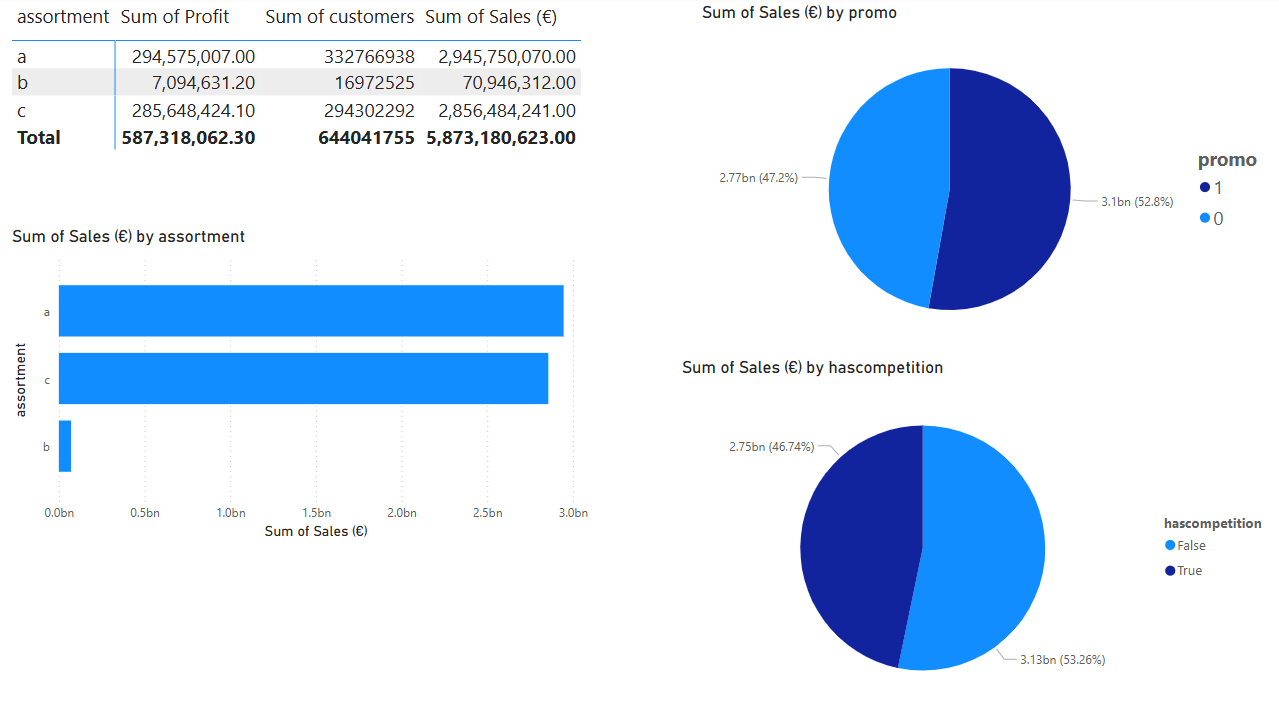 assortment Sum of Profit Sum of customers Sum of Sales (€)
a 294,575,007.00 332766938 2,945,750,070.00
b 7,094,631.20 16972525 70,946,312.00
c 285,648,424.10 294302292 2,856,484,241.00
Total 587,318,062.30 644041755 5,873,180,623.00
Sum of Sales (€) by assortment
assortment
a
c
b
0.0bn 0.5bn 1.0bn 1.5bn 2.0bn 2.5bn 3.0bn
Sum of Sales (€)
Sum of Sales (€) by promo
2.77bn (47.2%)
3.1bn (52.8%)
promo
1
0
Sum of Sales (€) by hascompetition
2.75bn (46.74%)
3.13bn (53.26%)
hascompetition
False
True